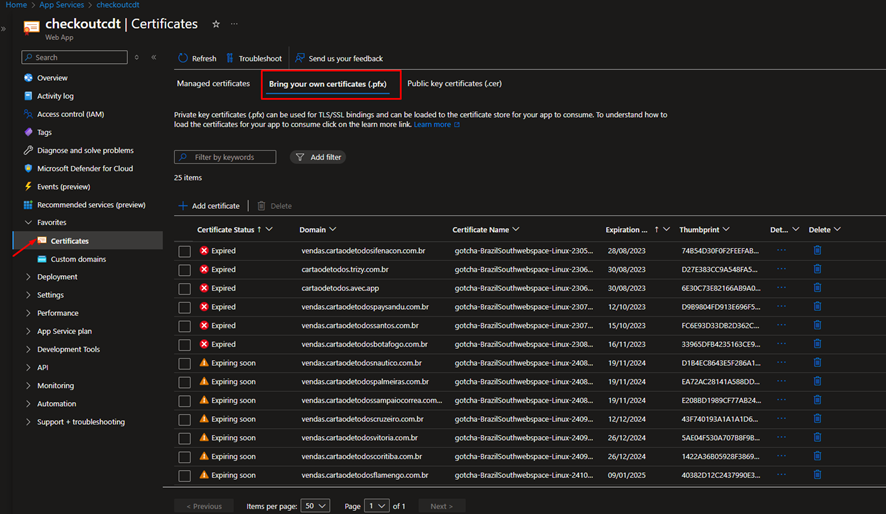 Home > App Services > checkoutcdt
checkoutcdt | Certificates
Web App
Search
Overview
Activity log
Access control (IAM)
Tags
Diagnose and solve problems
Microsoft Defender for Cloud
Events (preview)
Recommended services (preview)
Favorites
Certificates
Custom domains
Deployment
Settings
Performance
App Service plan
Development Tools
API
Monitoring
Automation
Support + troubleshooting
Refresh Troubleshoot Send us your feedback
Managed certificates Bring your own certificates (.pfx) Public key certificates (.cer)
Private key certificates (.pfx) can be used for TLS/SSL bindings and can be loaded to the certificate store for your app to consume. To understand how to
load the certificates for your app to consume click on the learn more link. Learn more
Filter by keywords Add filter
25 items
Add certificate Delete
Certificate Status Domain Certificate Name Expiration ... Thumbprint Det... Delete
Expired vendas.cartaodetodosifenacon.com.br gotcha-BrazilSouthwebspace-Linux-2305... 28/08/2023 74B54D30F0F2FEEFAB...
Expired cartaodetodos.trizy.com.br gotcha-BrazilSouthwebspace-Linux-2306... 30/08/2023 D27E383CC9A548FA5...
Expired cartaodetodos.avec.app gotcha-BrazilSouthwebspace-Linux-2306... 30/08/2023 6E30C73E82166AB9A0...
Expired vendas.cartaodetodospaysandu.com.br gotcha-BrazilSouthwebspace-Linux-2307... 12/10/2023 D9B9804FD913E696F5...
Expired vendas.cartaodetodossantos.com.br gotcha-BrazilSouthwebspace-Linux-2307... 15/10/2023 FC6E93D33DB2D362C...
Expired vendas.cartaodetodosbotafogo.com.br gotcha-BrazilSouthwebspace-Linux-2308... 16/11/2023 33965DFB4235163CE9...
Expiring soon vendas.cartaodetodosnautico.com.br gotcha-BrazilSouthwebspace-Linux-2408... 19/11/2024 D1B4EC8643E5F286A1...
Expiring soon vendas.cartaodetodospalmeiras.com.br gotcha-BrazilSouthwebspace-Linux-2408... 19/11/2024 EA72AC28141A588DD...
Expiring soon vendas.cartaodetodossampaiocorrea.com... gotcha-BrazilSouthwebspace-Linux-2408... 19/11/2024 E208BD1989CF77AB24...
Expiring soon vendas.cartaodetodoscruzeiro.com.br gotcha-BrazilSouthwebspace-Linux-2409... 12/12/2024 43F740193A1A1A1D6...
Expiring soon vendas.cartaodetodosvitoria.com.br gotcha-BrazilSouthwebspace-Linux-2409... 26/12/2024 5AE04F530A707B8F9B...
Expiring soon vendas.cartaodetodoscoritiba.com.br gotcha-BrazilSouthwebspace-Linux-2409... 26/12/2024 1422A36B05928F3869...
Expiring soon vendas.cartaodetodosflamengo.com.br gotcha-BrazilSouthwebspace-Linux-2410... 09/01/2025 40382D12C2437990E3...
< Previous Items per page: 50 Page 1 of 1 Next >